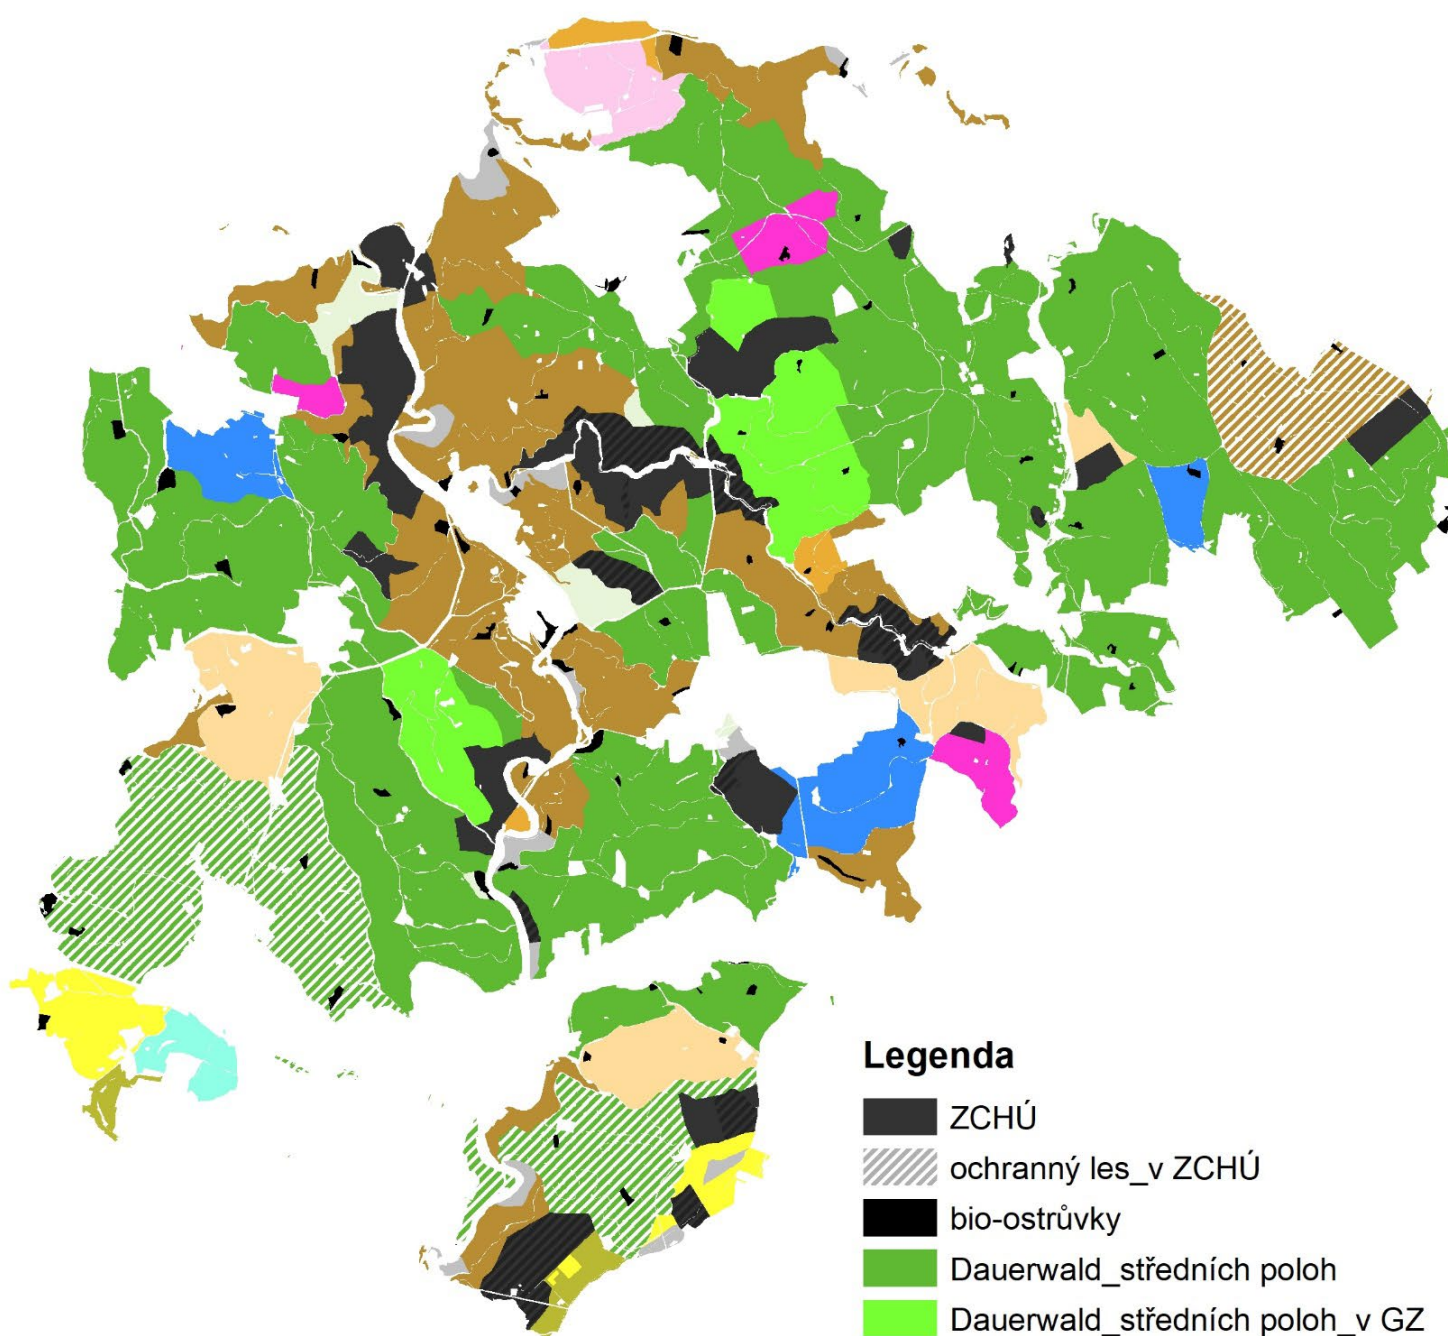 Legenda
ZCHÚ
ochranný les_v ZCHÚ
bio-ostrůvky
Dauerwald_středních poloh
Dauerwald_středních poloh_v GZ